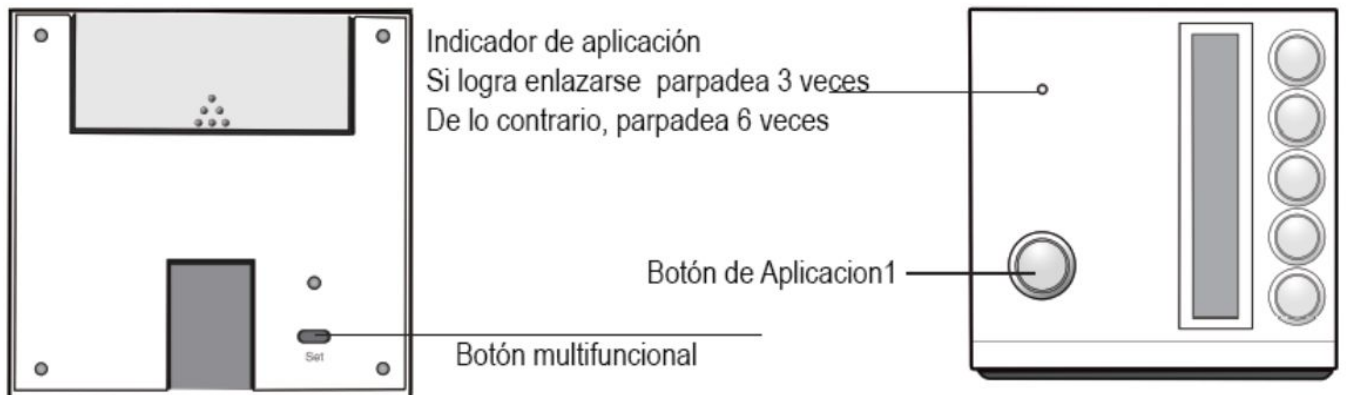 Indicador de aplicación
Si logra enlazarse parpadea 3 veces
De lo contrario, parpadea 6 veces
Botón de Aplicacion1
Set
Botón multifuncional